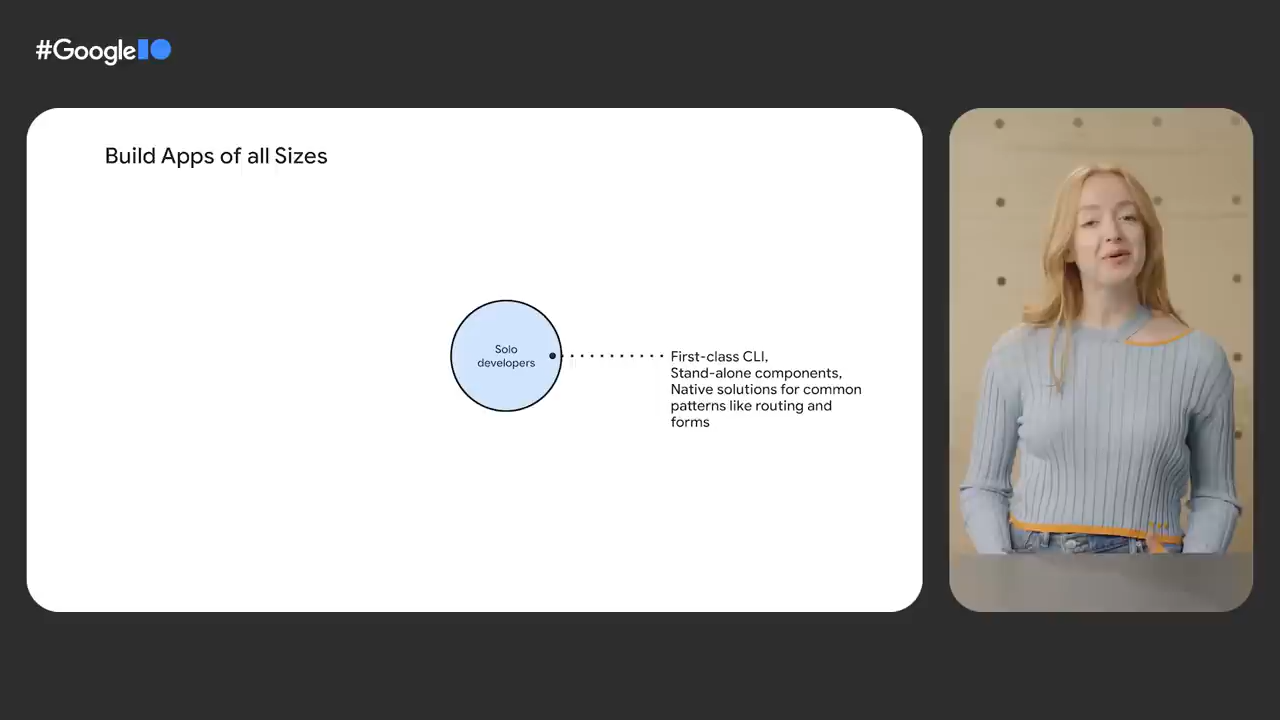 #GoogleIO
Build Apps of all Sizes
Solo
developers
First-class CLI,
Stand-alone components,
Native solutions for common
patterns like routing and
forms